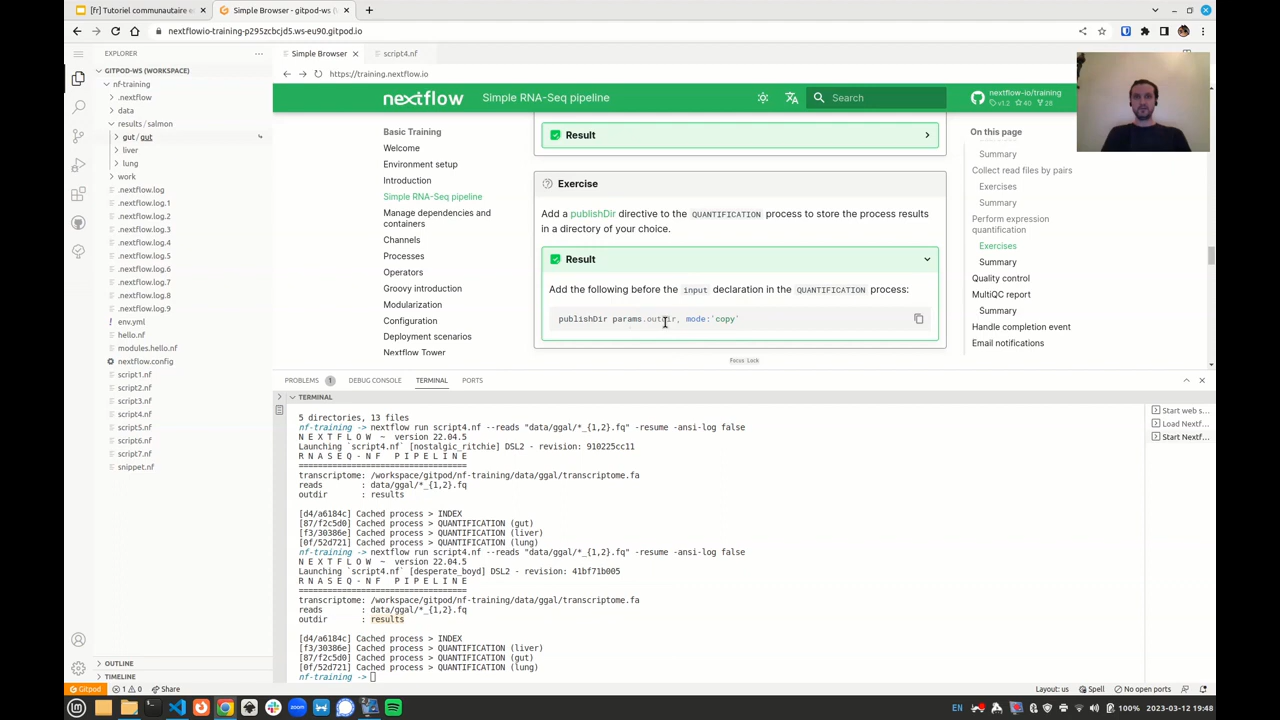 [fr] Tutoriel communautaire e
Simple Browser - gitpod-ws (
nextflowio-training-p295zcbcjd5.ws-eu90.gitpod.io
EXPLORER
Simple Browser
script4.nf
GITPOD-WS (WORKSPACE)
https://training.nextflow.io
nf-training
.nextflow
data
results / salmon
gut / gut
liver
lung
work
.nextflow.log
.nextflow.log.1
.nextflow.log.2
.nextflow.log.3
.nextflow.log.4
.nextflow.log.5
.nextflow.log.6
.nextflow.log.7
.nextflow.log.8
.nextflow.log.9
env.yml
hello.nf
modules.hello.nf
nextflow.config
script1.nf
script2.nf
script3.nf
script4.nf
script5.nf
script6.nf
script7.nf
snippet.nf
OUTLINE
TIMELINE
nextflow
Simple RNA-Seq pipeline
Search
nextflow-io/training
v1.2 40 28
Basic Training
Welcome
Environment setup
Introduction
Simple RNA-Seq pipeline
Manage dependencies and
containers
Channels
Processes
Operators
Groovy introduction
Modularization
Configuration
Deployment scenarios
Nextflow Tower
Result
Exercise
Add a publishDir directive to the QUANTIFICATION process to store the process results
in a directory of your choice.
Result
Add the following before the input declaration in the QUANTIFICATION process:
publishDir params.outdir, mode:'copy'
Focus Lock
On this page
Summary
Collect read files by pairs
Exercises
Summary
Perform expression
quantification
Exercises
Summary
Quality control
MultiQC report
Handle completion event
Email notifications
PROBLEMS 1 DEBUG CONSOLE TERMINAL PORTS
TERMINAL
5 directories, 13 files
nf-training -> nextflow run script4.nf --reads "data/ggal/*_{1,2}.fq" -resume -ansi-log false
N E X T F L O W ~ version 22.04.5
Launching `script4.nf` [nostalgic_ritchie] DSL2 - revision: 910225cc11
R N A S E Q - N F   P I P E L I N E
===================================
transcriptome: /workspace/gitpod/nf-training/data/ggal/transcriptome.fa
reads        : data/ggal/*_{1,2}.fq
outdir       : results
[d4/a6184c] Cached process > INDEX
[87/f2c5d0] Cached process > QUANTIFICATION (gut)
[f3/30386e] Cached process > QUANTIFICATION (liver)
[0f/52d721] Cached process > QUANTIFICATION (lung)
nf-training -> nextflow run script4.nf --reads "data/ggal/*_{1,2}.fq" -resume -ansi-log false
N E X T F L O W ~ version 22.04.5
Launching `script4.nf` [desperate_boyd] DSL2 - revision: 41bf71b005
R N A S E Q - N F   P I P E L I N E
===================================
transcriptome: /workspace/gitpod/nf-training/data/ggal/transcriptome.fa
reads        : data/ggal/*_{1,2}.fq
outdir       : results
[d4/a6184c] Cached process > INDEX
[f3/30386e] Cached process > QUANTIFICATION (liver)
[87/f2c5d0] Cached process > QUANTIFICATION (gut)
[0f/52d721] Cached process > QUANTIFICATION (lung)
nf-training ->
Start web s...
Load Nextf...
Start Nextf...
Gitpod 1 0 Share
Layout: us Spell No open ports
EN 100% 2023-03-12 19:48